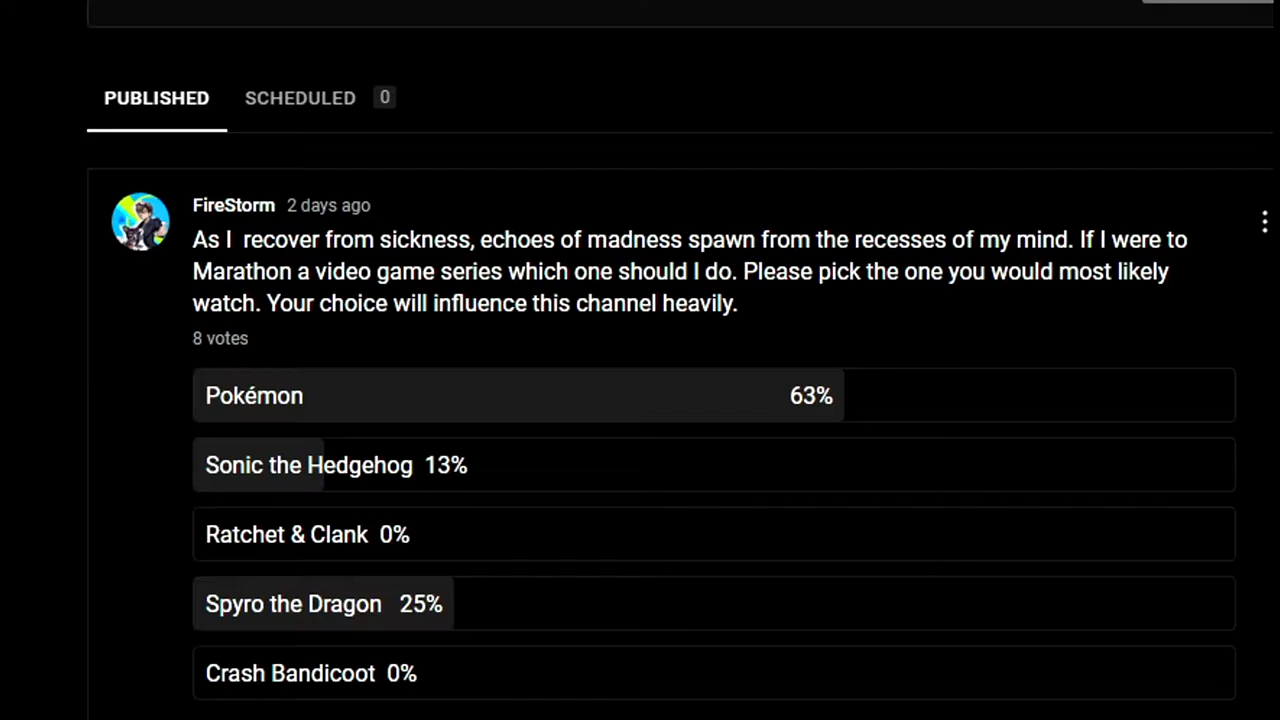 PUBLISHED SCHEDULED 0
FireStorm 2 days ago
As I recover from sickness, echoes of madness spawn from the recesses of my mind. If I were to
Marathon a video game series which one should I do. Please pick the one you would most likely
watch. Your choice will influence this channel heavily.
8 votes
Pokémon 63%
Sonic the Hedgehog 13%
Ratchet & Clank 0%
Spyro the Dragon 25%
Crash Bandicoot 0%